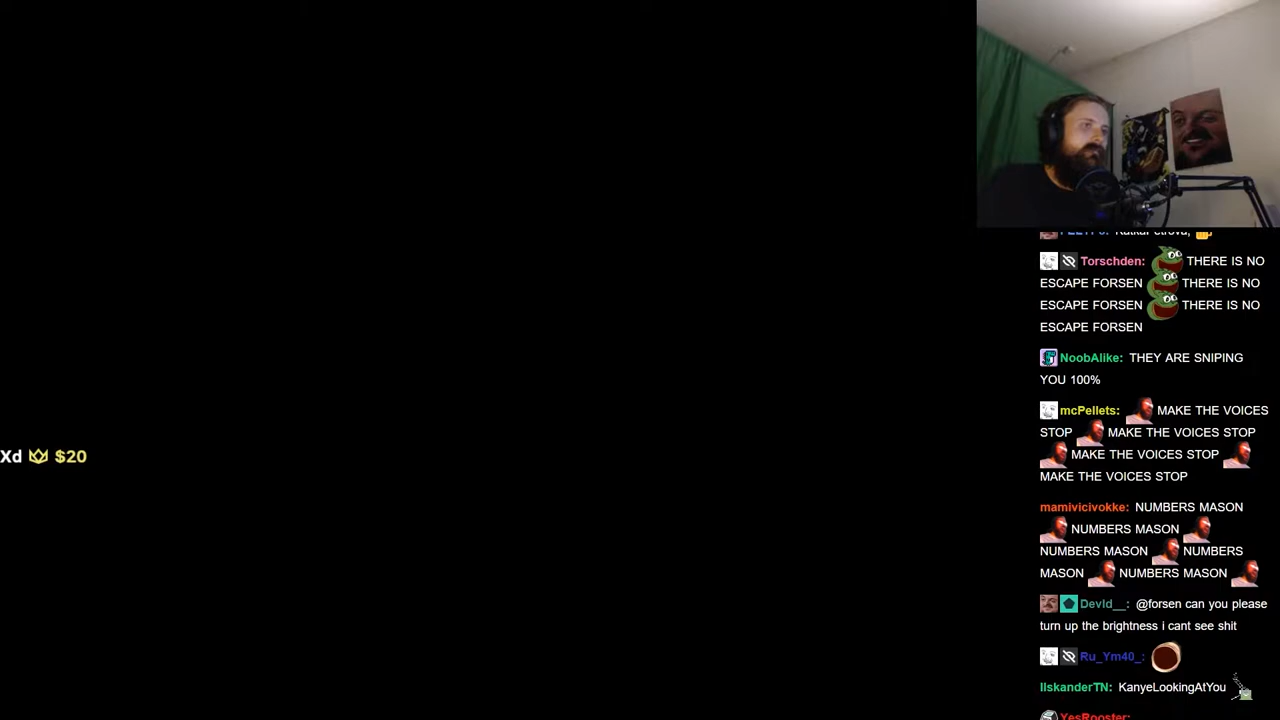 Torschden: THERE IS NO
ESCAPE FORSEN THERE IS NO
ESCAPE FORSEN THERE IS NO
ESCAPE FORSEN
NoobAlike: THEY ARE SNIPING
YOU 100%
mcPellets: MAKE THE VOICES
STOP MAKE THE VOICES STOP
MAKE THE VOICES STOP
MAKE THE VOICES STOP
mamivicivokke: NUMBERS MASON
NUMBERS MASON
NUMBERS MASON NUMBERS
MASON NUMBERS MASON
DevId__: @forsen can you please
turn up the brightness i cant see shit
Ru_Ym40_:
IlskanderTN: KanyeLookingAtYou
YesRooster:
Xd $20